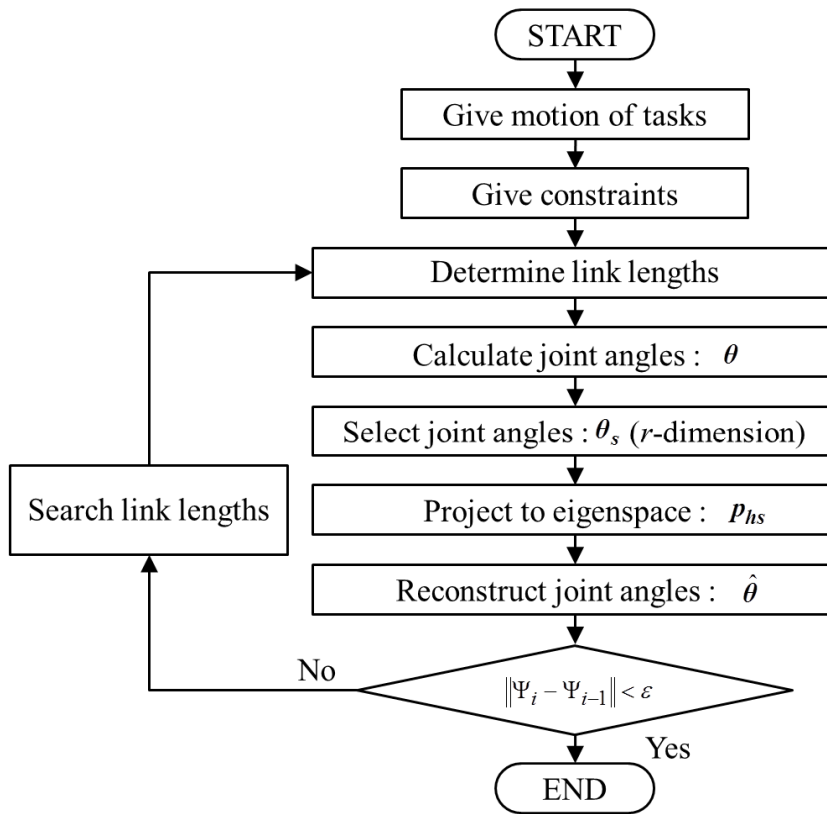 START
Give motion of tasks
Give constraints
Determine link lengths
Calculate joint angles : θ
Select joint angles : θs (r-dimension)
Search link lengths
Project to eigenspace : phs
Reconstruct joint angles : θ̂
No
‖Ψi − Ψi−1‖ < ε
Yes
END